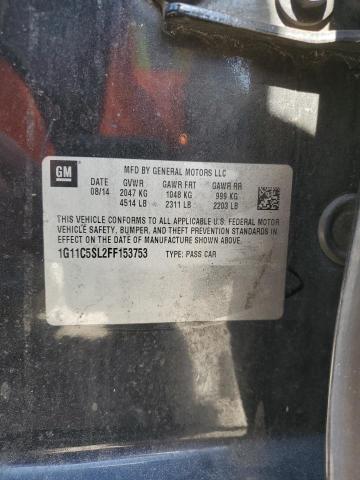 GM
MFD BY GENERAL MOTORS LLC
DATE GVWR GAWR FRT GAWR RR
08/14 2047 KG 1048 KG 999 KG
4514 LB 2311 LB 2203 LB
THIS VEHICLE CONFORMS TO ALL APPLICABLE U.S. FEDERAL MOTOR
VEHICLE SAFETY, BUMPER, AND THEFT PREVENTION STANDARDS IN
EFFECT ON THE DATE OF MANUFACTURE SHOWN ABOVE.
1G11C5SL2FF153753 TYPE: PASS CAR